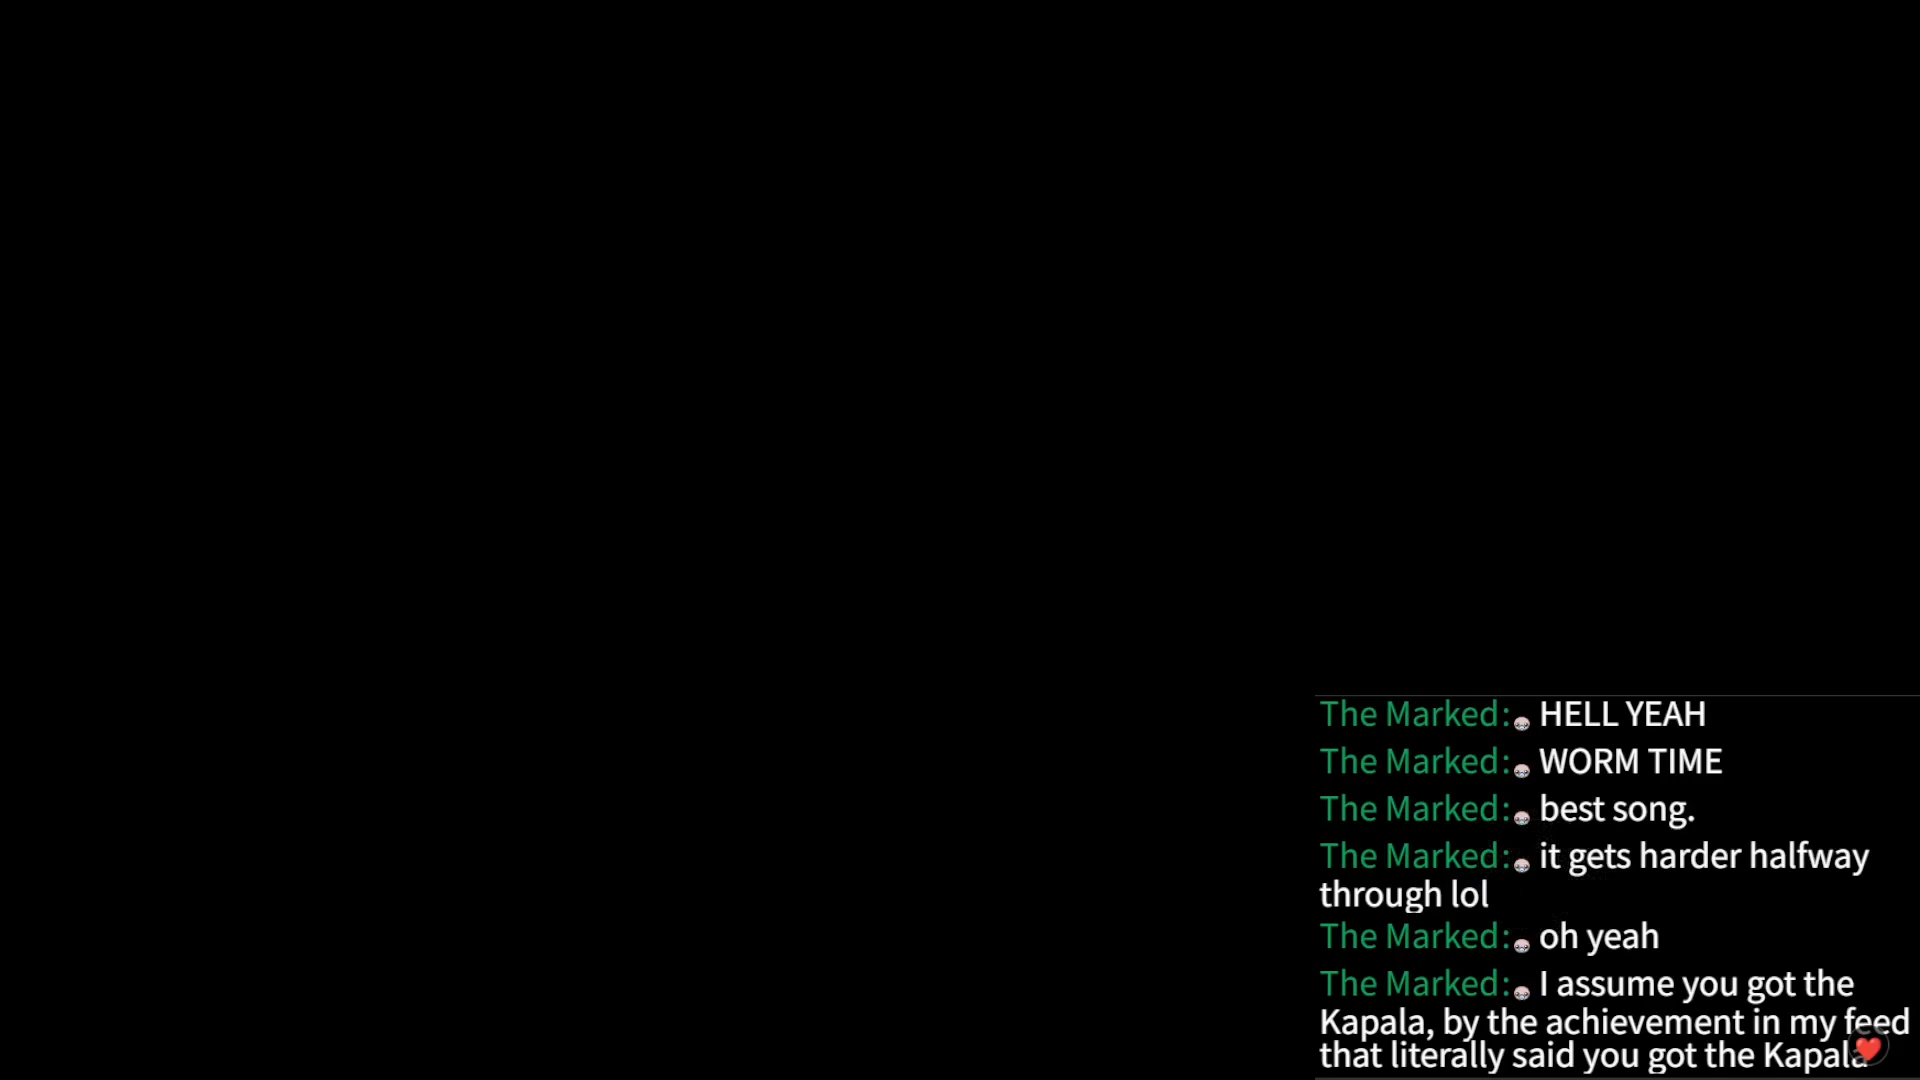 The Marked: HELL YEAH
The Marked: WORM TIME
The Marked: best song.
The Marked: it gets harder halfway
through lol
The Marked: oh yeah
The Marked: I assume you got the
Kapala, by the achievement in my feed
that literally said you got the Kapala